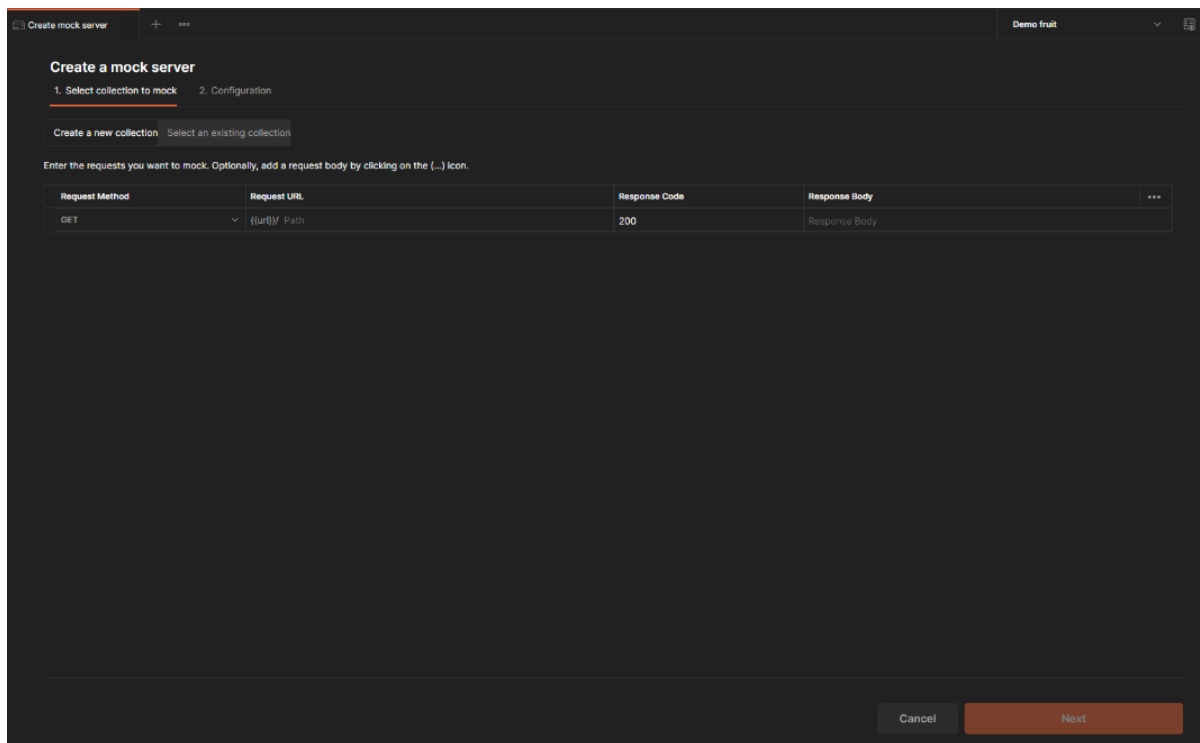 Create mock server
Demo fruit
Create a mock server
1. Select collection to mock 2. Configuration
Create a new collection Select an existing collection
Enter the requests you want to mock. Optionally, add a request body by clicking on the (...) icon.
Request Method Request URL Response Code Response Body
GET {{url}}/ Path 200 Response Body
Cancel Next